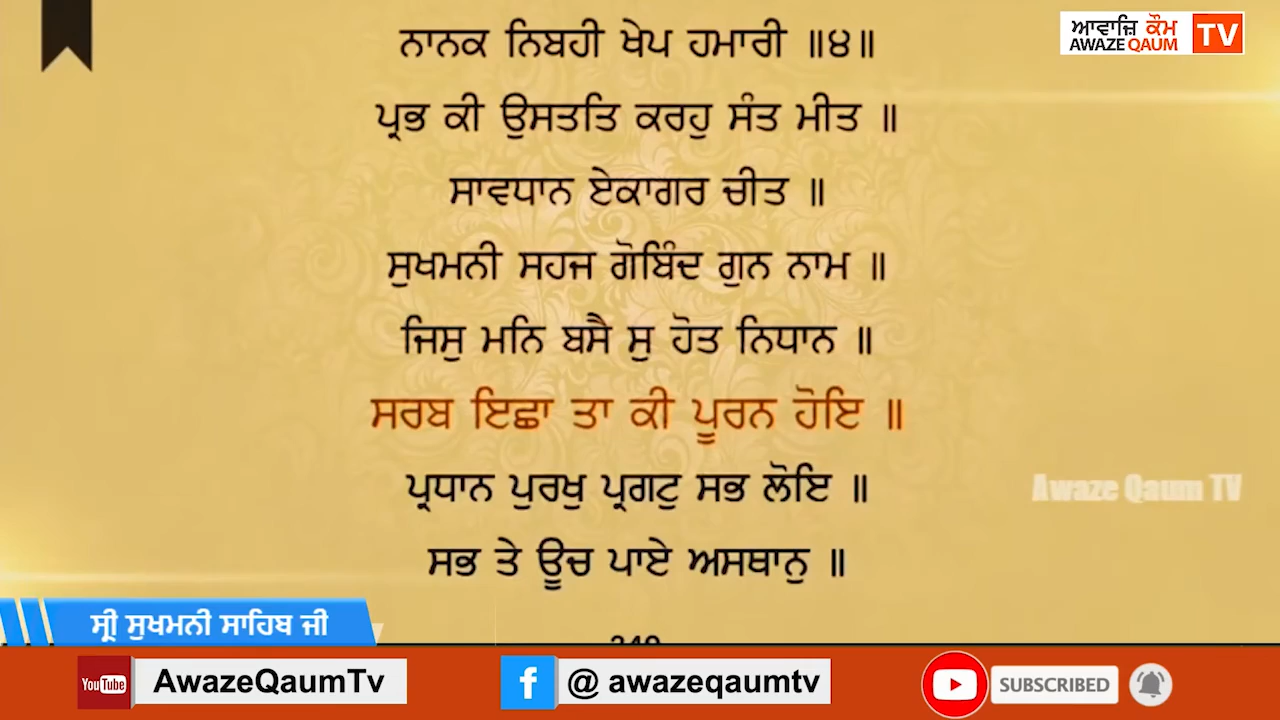 ਨਾਨਕ ਨਿਬਹੀ ਖੇਪ ਹਮਾਰੀ ॥੪॥
ਆਵਾਜ਼ਿ ਕੌਮ
AWAZE QAUM
TV
ਪ੍ਰਭ ਕੀ ਉਸਤਤਿ ਕਰਹੁ ਸੰਤ ਮੀਤ ॥
ਸਾਵਧਾਨ ਏਕਾਗਰ ਚੀਤ ॥
ਸੁਖਮਨੀ ਸਹਜ ਗੋਬਿੰਦ ਗੁਨ ਨਾਮ ॥
ਜਿਸੁ ਮਨਿ ਬਸੈ ਸੁ ਹੋਤ ਨਿਧਾਨ ॥
ਸਰਬ ਇਛਾ ਤਾ ਕੀ ਪੂਰਨ ਹੋਇ ॥
ਪ੍ਰਧਾਨ ਪੁਰਖੁ ਪ੍ਰਗਟੁ ਸਭ ਲੋਇ ॥
Awaze Qaum TV
ਸਭ ਤੇ ਊਚ ਪਾਏ ਅਸਥਾਨੁ ॥
ਸ੍ਰੀ ਸੁਖਮਨੀ ਸਾਹਿਬ ਜੀ
YouTube AwazeQaumTv
f @ awazeqaumtv
SUBSCRIBED